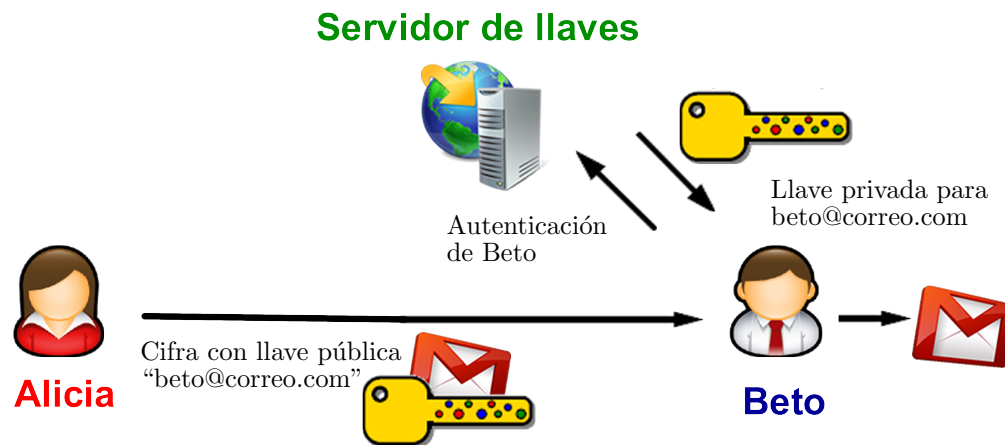 Servidor de llaves
Llave privada para
beto@correo.com
Autenticación
de Beto
Cifra con llave pública
“beto@correo.com”
Alicia
Beto